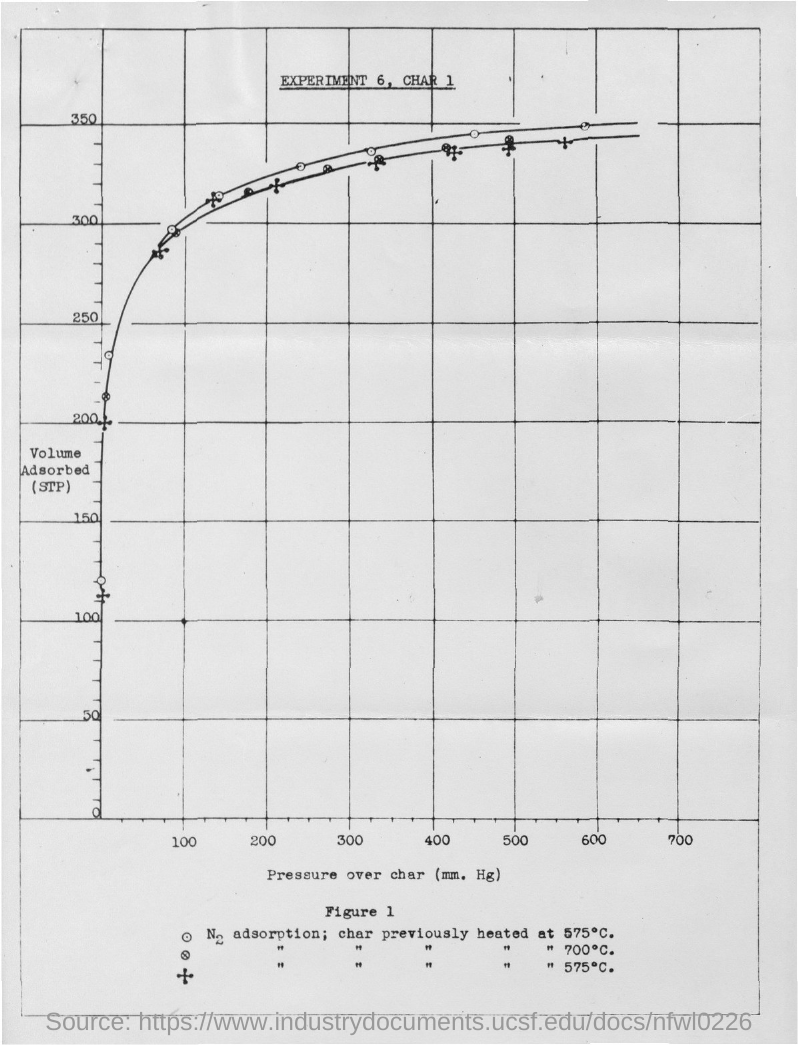 EXPERIMENT 6, CHAR 1
350
300
250
200
Volume
Adsorbed
(STP)
150
100
50
0
100 200 300 400 500 600 700
Pressure over char (mm. Hg)
Figure 1
N2 adsorption; char previously heated at 575°C.
" " " " " 700°C.
" " " " " 575°C.
Source: https://www.industrydocuments.ucsf.edu/docs/nfwl0226